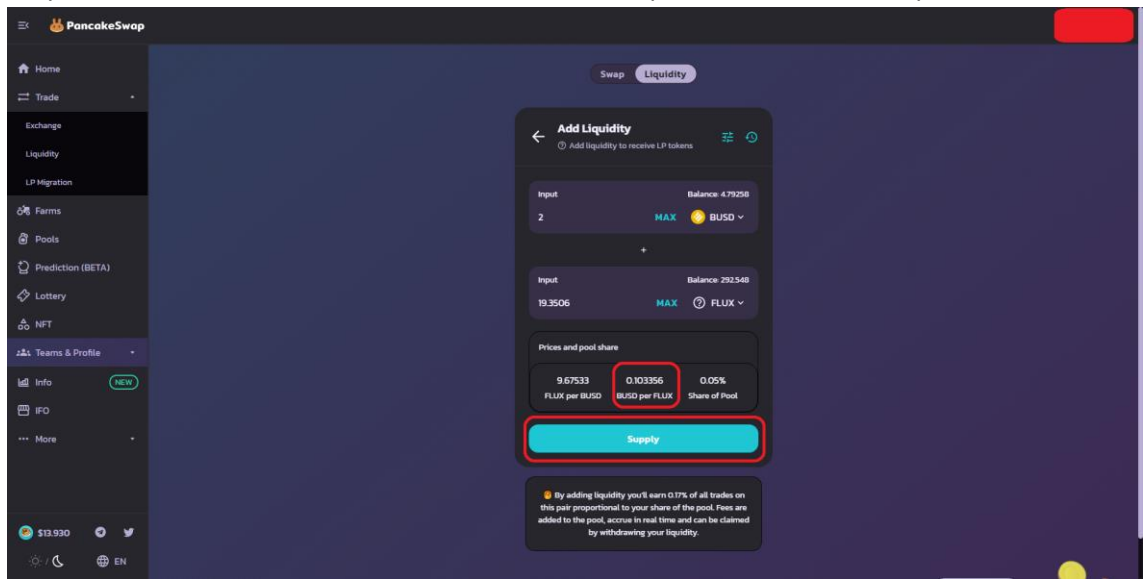 PancakeSwap
Home
Trade
Exchange
Liquidity
LP Migration
Farms
Pools
Prediction (BETA)
Lottery
NFT
Teams & Profile
Info NEW
IFO
More
$13.930
EN
Swap Liquidity
Add Liquidity
Add liquidity to receive LP tokens
Input Balance: 4.79258
2 MAX BUSD
+
Input Balance: 292.548
19.3506 MAX FLUX
Prices and pool share
9.67533 0.103356 0.05%
FLUX per BUSD BUSD per FLUX Share of Pool
Supply
By adding liquidity you'll earn 0.17% of all trades on
this pair proportional to your share of the pool. Fees are
added to the pool, accrue in real time and can be claimed
by withdrawing your liquidity.